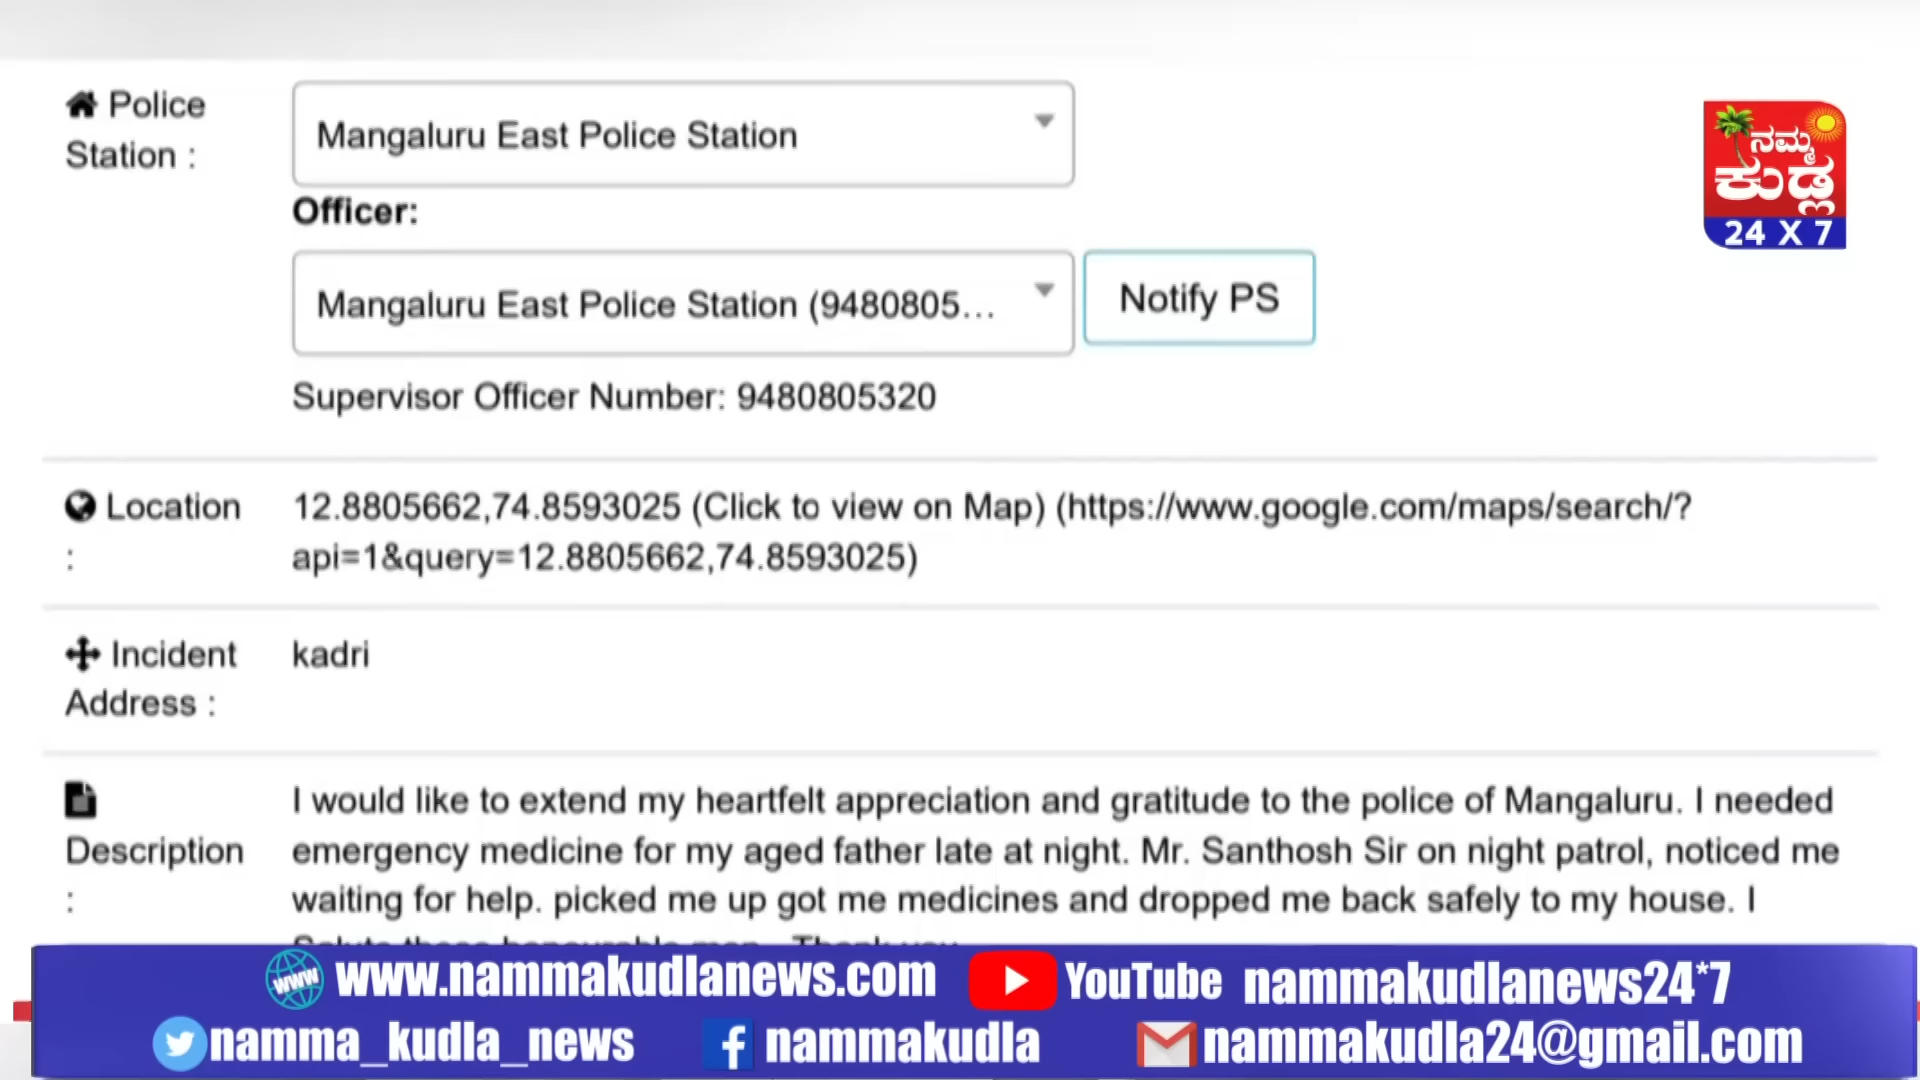 Police Station :
Mangaluru East Police Station
Officer:
Mangaluru East Police Station (9480805...
Notify PS
Supervisor Officer Number: 9480805320
ನಮ್ಮ
ಕುಡ್ಲ
24 X 7
Location :
12.8805662,74.8593025 (Click to view on Map) (https://www.google.com/maps/search/?
api=1&query=12.8805662,74.8593025)
Incident Address :
kadri
Description :
I would like to extend my heartfelt appreciation and gratitude to the police of Mangaluru. I needed
emergency medicine for my aged father late at night. Mr. Santhosh Sir on night patrol, noticed me
waiting for help. picked me up got me medicines and dropped me back safely to my house. I
www www.nammakudlanews.com YouTube nammakudlanews24*7
namma_kudla_news nammakudla nammakudla24@gmail.com